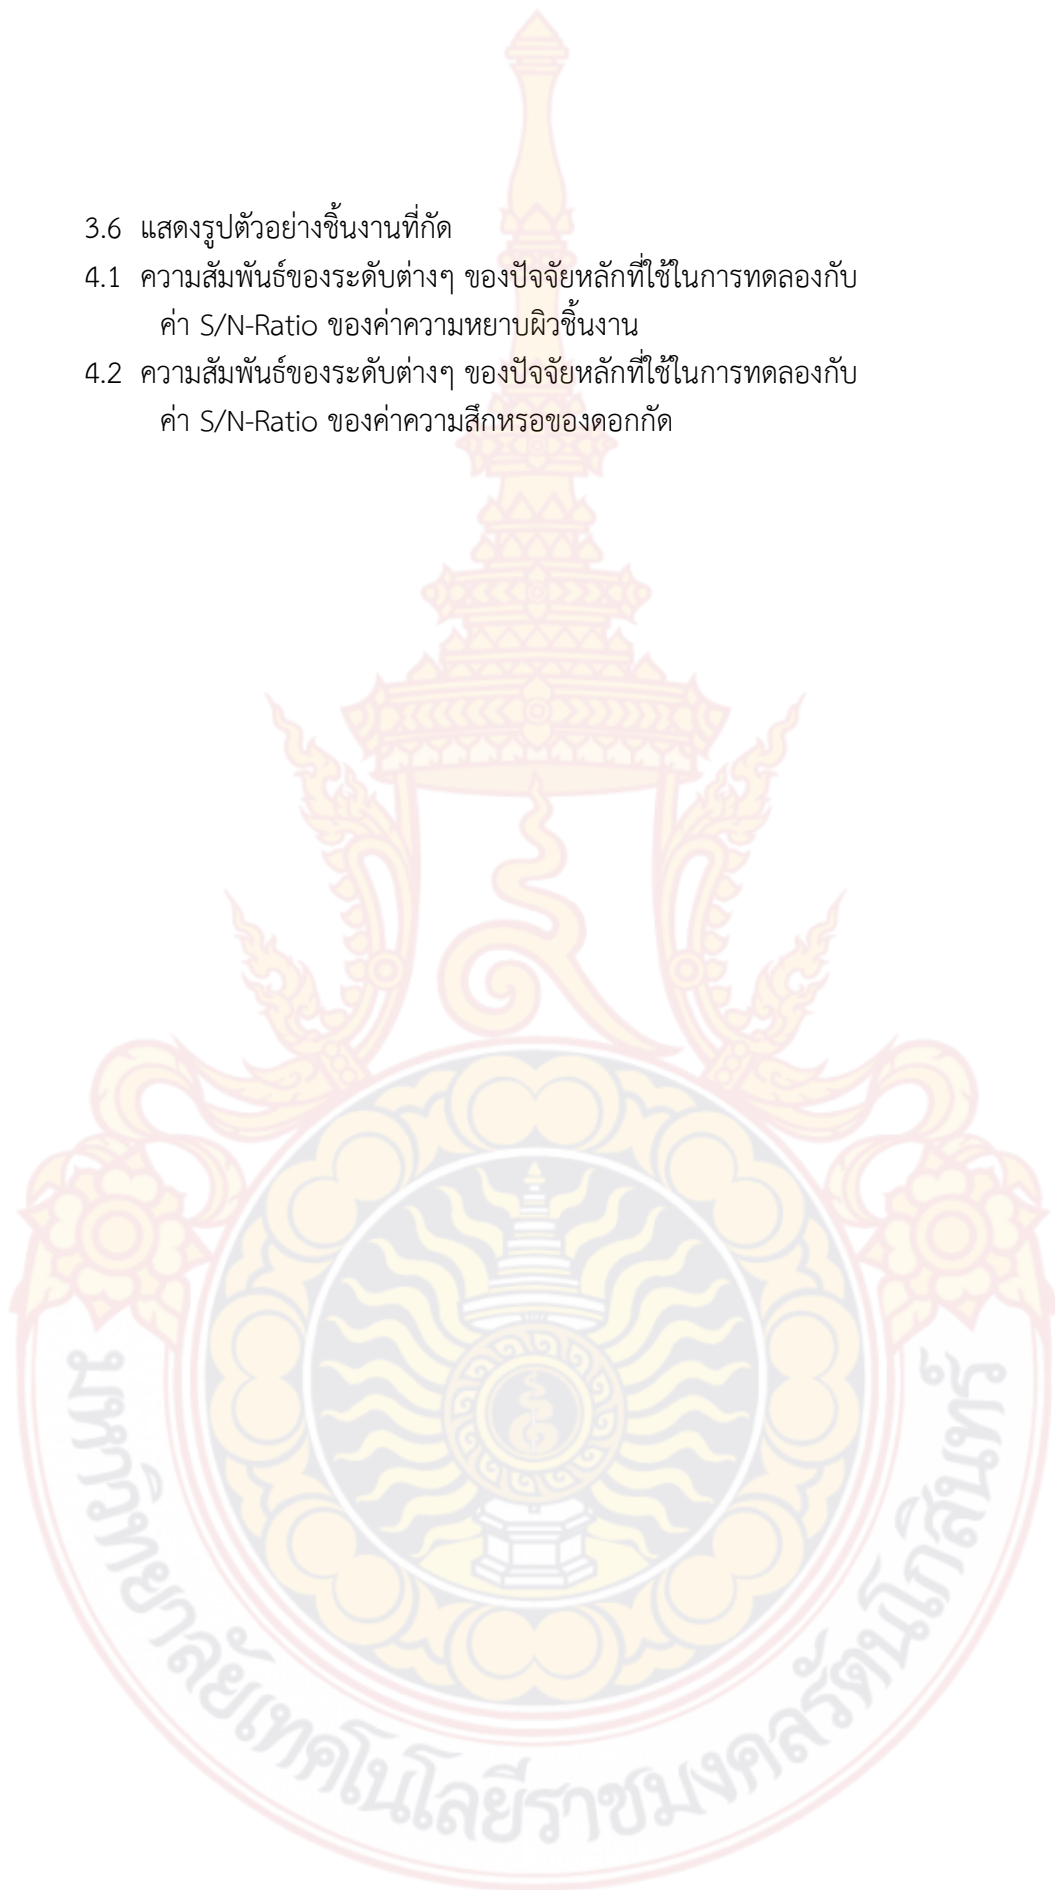 3.6 แสดงรูปตัวอย่างชิ้นงานที่กัด
4.1 ความสัมพันธ์ของระดับต่างๆ ของปัจจัยหลักที่ใช้ในการทดลองกับ
ค่า S/N-Ratio ของค่าความหยาบผิวชิ้นงาน
4.2 ความสัมพันธ์ของระดับต่างๆ ของปัจจัยหลักที่ใช้ในการทดลองกับ
ค่า S/N-Ratio ของค่าความสึกหรอของดอกกัด
มหาวิทยาลัยเทคโนโลยีราชมงคลรัตนโกสินทร์